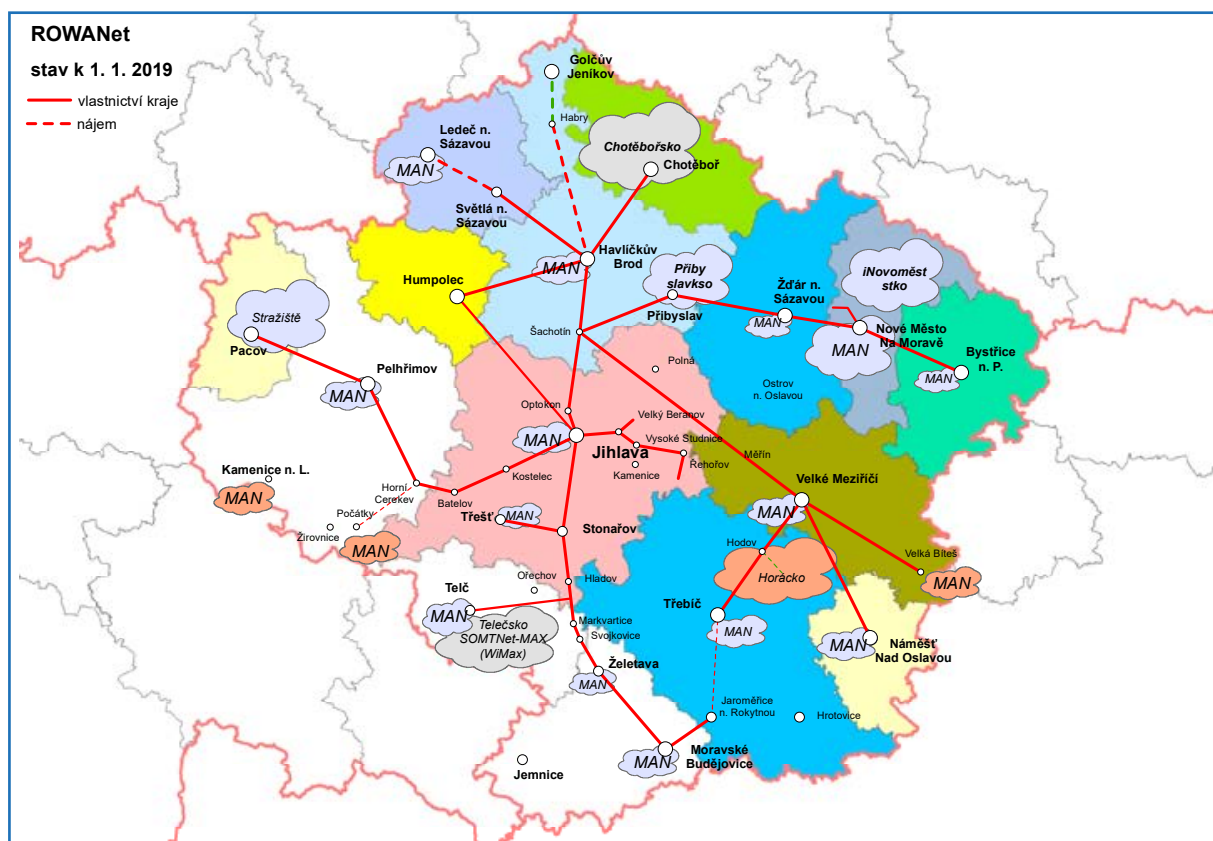 ROWANet
stav k 1. 1. 2019
vlastnictví kraje
nájem
Golčův
Jeníkov
Habry
Ledeč n.
Sázavou
MAN
Chotěbořsko
Chotěboř
Světlá n.
Sázavou
Havlíčkův
Brod
MAN
Humpolec
Přiby
slavkso
Přibyslav
Žďár n.
Sázavou
MAN
iNovoměst
stko
Nové Město
Na Moravě
MAN
Bystřice
n. P.
MAN
Stražiště
Pacov
Šachotín
Pelhřimov
MAN
Polná
Ostrov
n. Oslavou
Optokon
Velký Beranov
MAN
Jihlava
Vysoké Studnice
Kamenice
Řehořov
Měřín
Velké Meziříčí
MAN
Kamenice n. L.
MAN
Horní
Cerekev
Kostelec
Batelov
Počátky
Žirovnice
MAN
Třešť
MAN
Stonařov
Hodov
Horácko
Velká Bíteš
MAN
Ořechov
Hladov
Telč
MAN
Telečsko
SOMTNet-MAX
(WiMax)
Markvartice
Svojkovice
Třebíč
MAN
MAN
Náměšť
Nad Oslavou
Želetava
MAN
Jaroměřice
n. Rokytnou
Hrotovice
Moravské
Budějovice
MAN
Jemnice